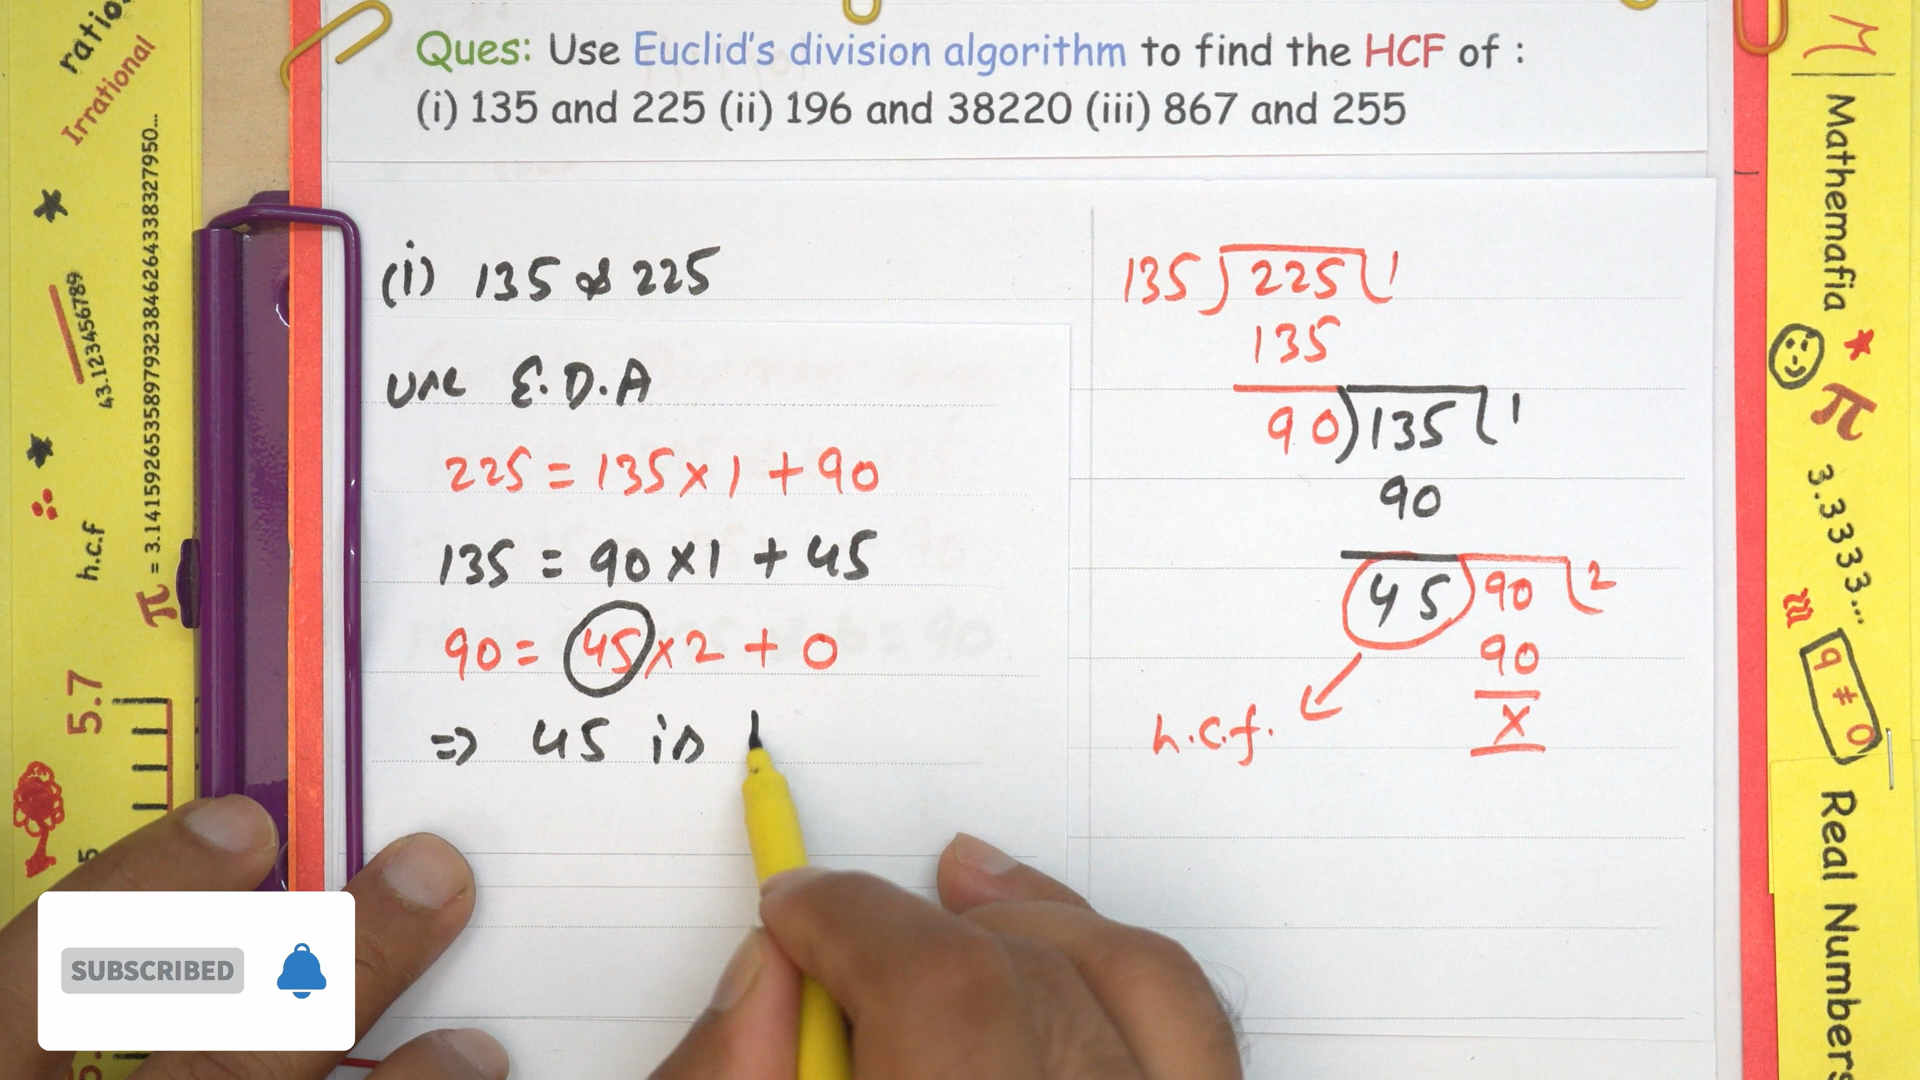 Ques: Use Euclid's division algorithm to find the HCF of :
(i) 135 and 225 (ii) 196 and 38220 (iii) 867 and 255
(i) 135 & 225
use E.D.A
225 = 135 × 1 + 90
135 = 90 × 1 + 45
90 = 45 × 2 + 0
⇒ 45 is
135 225 1
135
90 135 1
90
45 90 2
90
x
h.c.f.
Irrational
43.123456789
π = 3.14159265358979323846264338327950...
h.c.f
5.7
Mathemafia
π
3.3333...
q ≠ 0
Real Numbers
SUBSCRIBED